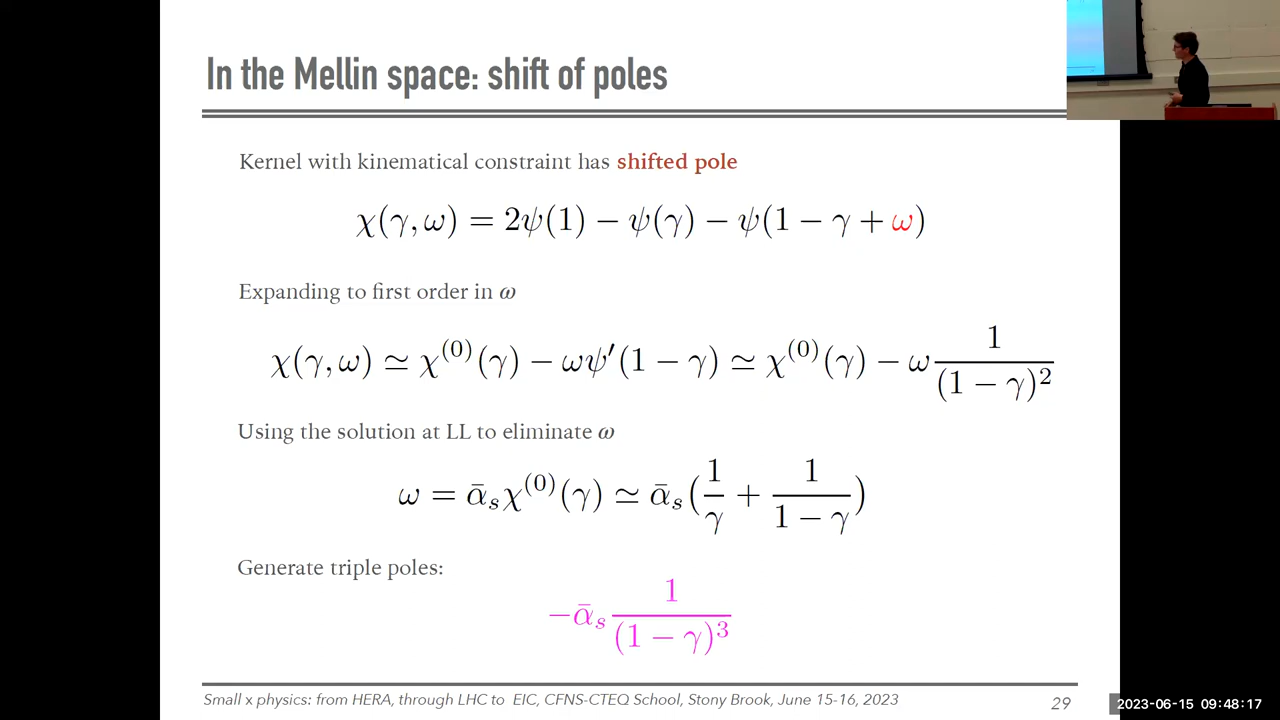 In the Mellin space: shift of poles
Kernel with kinematical constraint has shifted pole
χ(γ, ω) = 2ψ(1) − ψ(γ) − ψ(1 − γ + ω)
Expanding to first order in ω
χ(γ, ω) ≃ χ⁽⁰⁾(γ) − ωψ′(1 − γ) ≃ χ⁽⁰⁾(γ) − ω 1/(1 − γ)²
Using the solution at LL to eliminate ω
ω = ᾱₛχ⁽⁰⁾(γ) ≃ ᾱₛ(1/γ + 1/(1 − γ))
Generate triple poles:
−ᾱₛ 1/(1 − γ)³
Small x physics: from HERA, through LHC to EIC, CFNS-CTEQ School, Stony Brook, June 15-16, 2023
29
2023-06-15 09:48:17